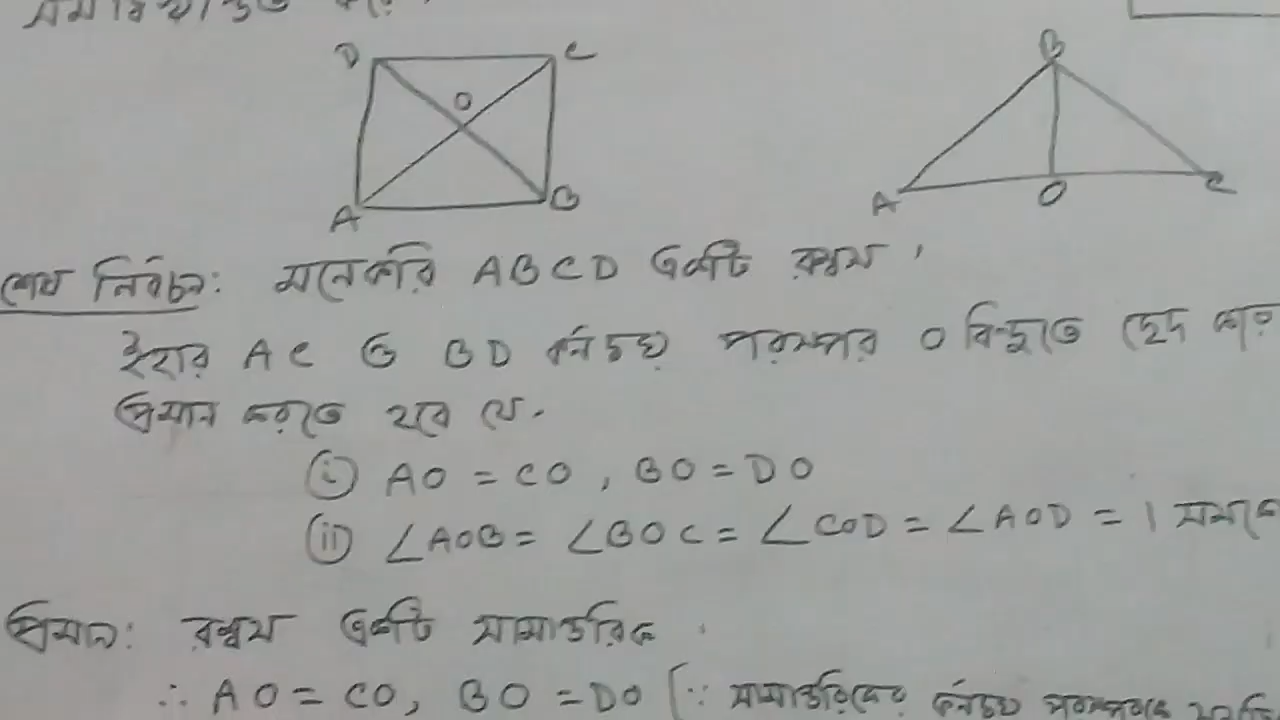 D C
O
A B
B
A O C
নির্বচন: মনেকরি ABCD একটি রম্বস ।
ইহার AC ও BD কর্নদ্বয় পরস্পর O বিন্দুতে ছেদ করে
প্রমান করতে হবে যে.
(i) AO = CO , BO = DO
(ii) ∠AOB = ∠BOC = ∠COD = ∠AOD = 1 সমকো
প্রমান: রম্বস একটি সামান্তরিক
∴ AO = CO, BO = DO [∵ সামান্তরিকের কর্নদ্বয় পরস্পরকে